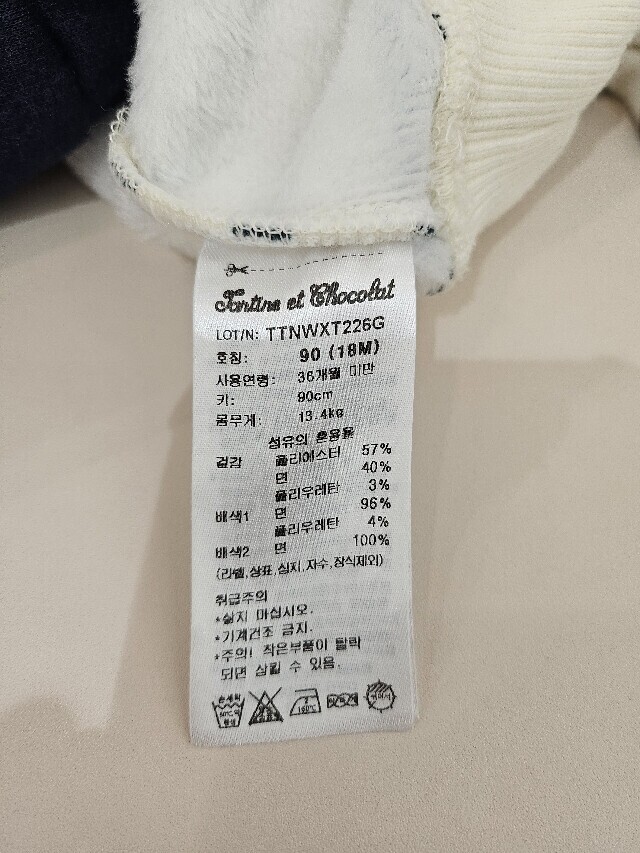 Tartine et Chocolat
LOT/N: TTNWXT226G
호칭: 90 (18M)
사용연령: 36개월 미만
키: 90cm
몸무게: 13.4kg
섬유의 혼용율
겉감 폴리에스터 57%
면 40%
폴리우레탄 3%
배색1 면 96%
폴리우레탄 4%
배색2 면 100%
(라벨,상표,심지,자수,장식제외)
취급주의
*삶지 마십시오.
*기계건조 금지.
*주의! 작은부품이 탈락
되면 삼킬 수 있음.